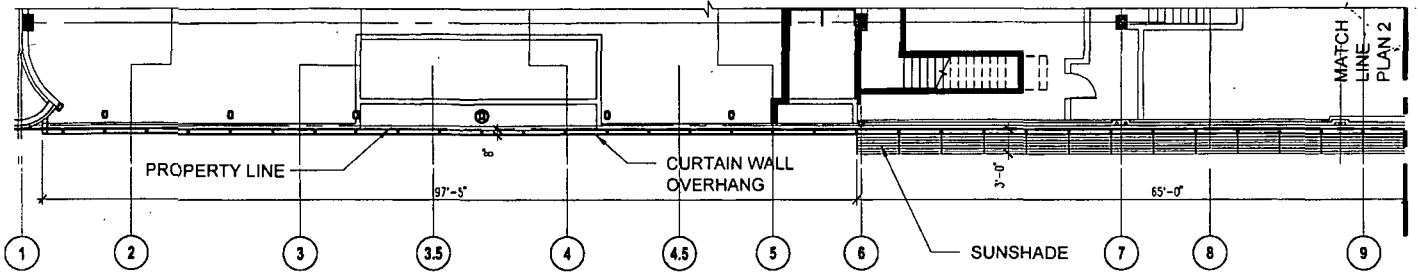 MATCH
LINE
PLAN 2
PROPERTY LINE
8"
CURTAIN WALL
OVERHANG
3'-0"
97'-5"
65'-0"
SUNSHADE
1
2
3
3.5
4
4.5
5
6
7
8
9